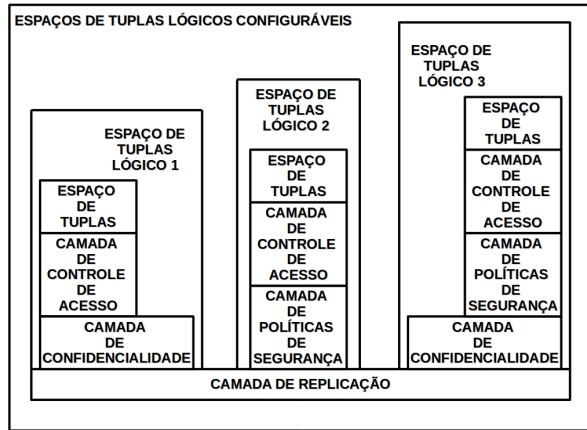 ESPAÇOS DE TUPLAS LÓGICOS CONFIGURÁVEIS
ESPAÇO DE
TUPLAS
LÓGICO 1
ESPAÇO
DE
TUPLAS
CAMADA
DE
CONTROLE
DE
ACESSO
CAMADA
DE
CONFIDENCIALIDADE
ESPAÇO DE
TUPLAS
LÓGICO 2
ESPAÇO
DE
TUPLAS
CAMADA
DE
CONTROLE
DE
ACESSO
CAMADA
DE
POLÍTICAS
DE
SEGURANÇA
ESPAÇO DE
TUPLAS
LÓGICO 3
ESPAÇO
DE
TUPLAS
CAMADA
DE
CONTROLE
DE
ACESSO
CAMADA
DE
POLÍTICAS
DE
SEGURANÇA
CAMADA
DE
CONFIDENCIALIDADE
CAMADA DE REPLICAÇÃO